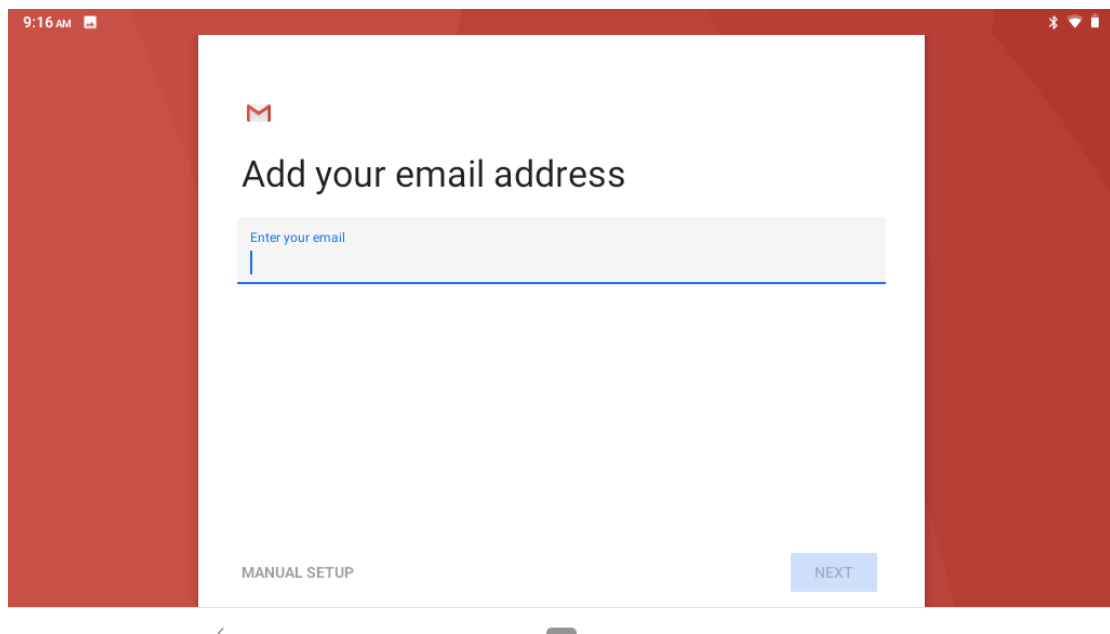 9:16 AM
Add your email address
Enter your email
MANUAL SETUP
NEXT